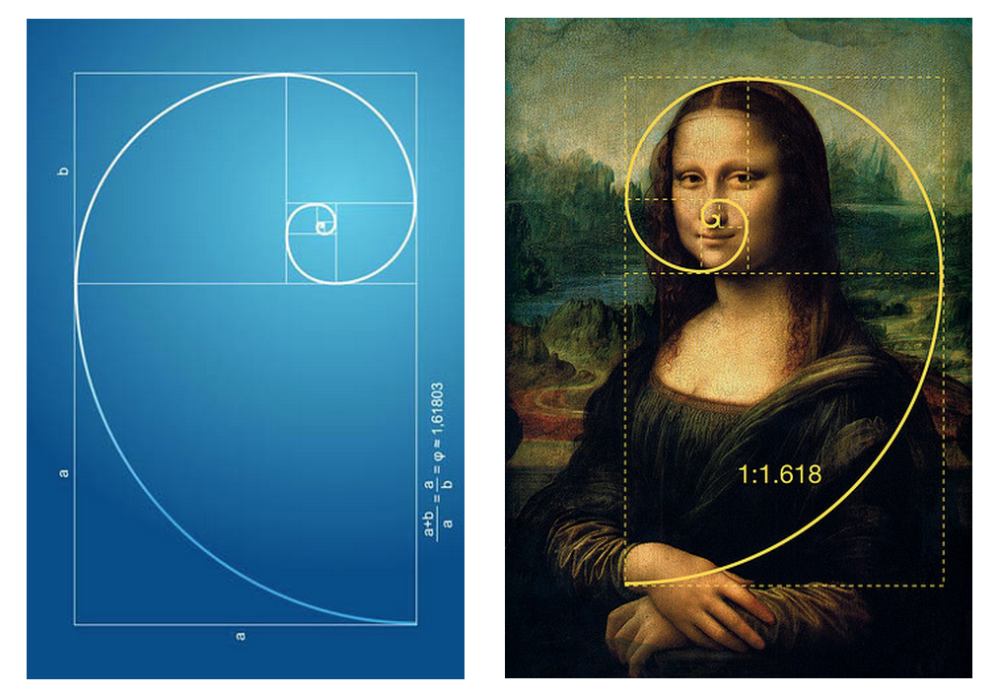 b
a
a
a+b/a = a/b = φ ≈ 1,61803
1:1.618